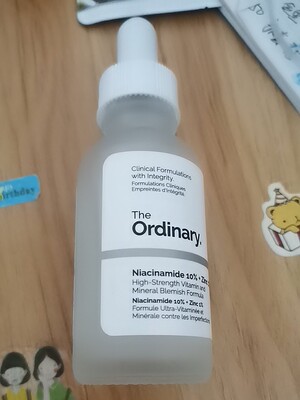 Clinical Formulations
with Integrity.
Formulations Cliniques
Empreintes d'Intégrité.
The
Ordinary.
Niacinamide 10% + Zinc
High-Strength Vitamin and
Mineral Blemish Formula
Niacinamide 10% + Zinc 1%
Formule Ultra-Vitaminée et
Minérale contre les